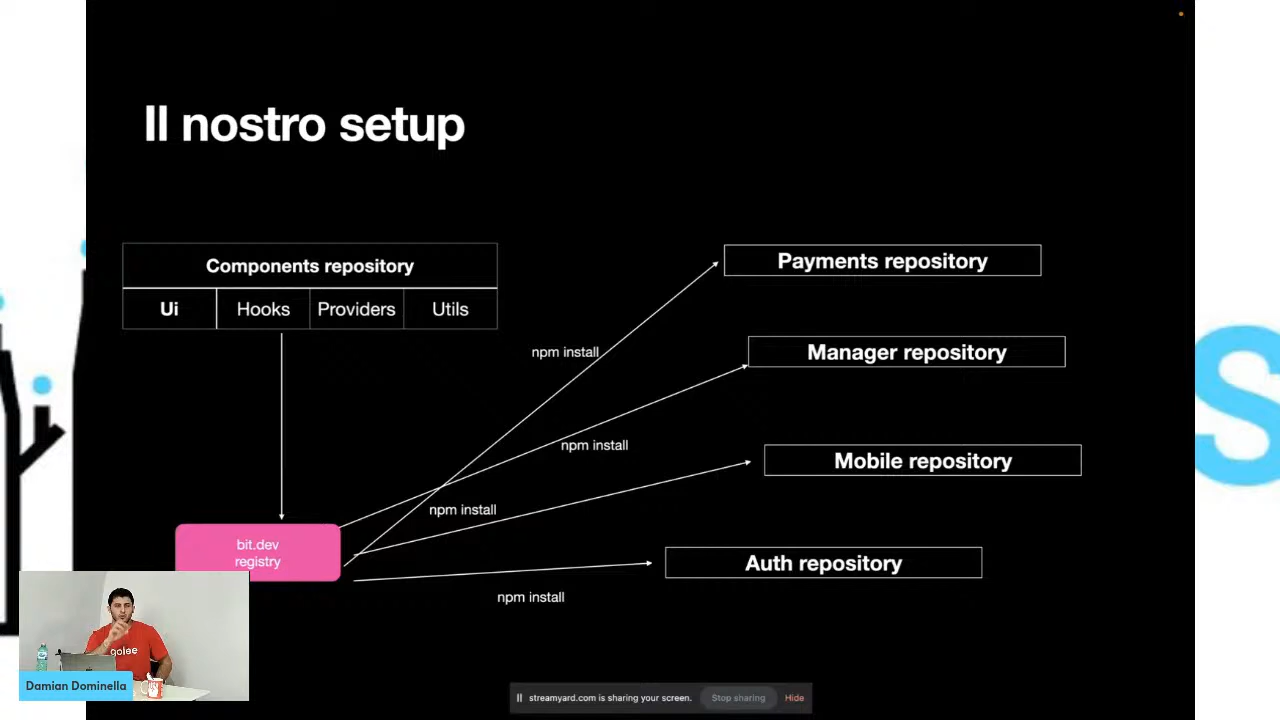 Il nostro setup
Components repository
Ui
Hooks
Providers
Utils
Payments repository
npm install
Manager repository
npm install
Mobile repository
npm install
bit.dev
registry
Auth repository
npm install
golee
Damian Dominella
streamyard.com is sharing your screen.
Stop sharing
Hide
S